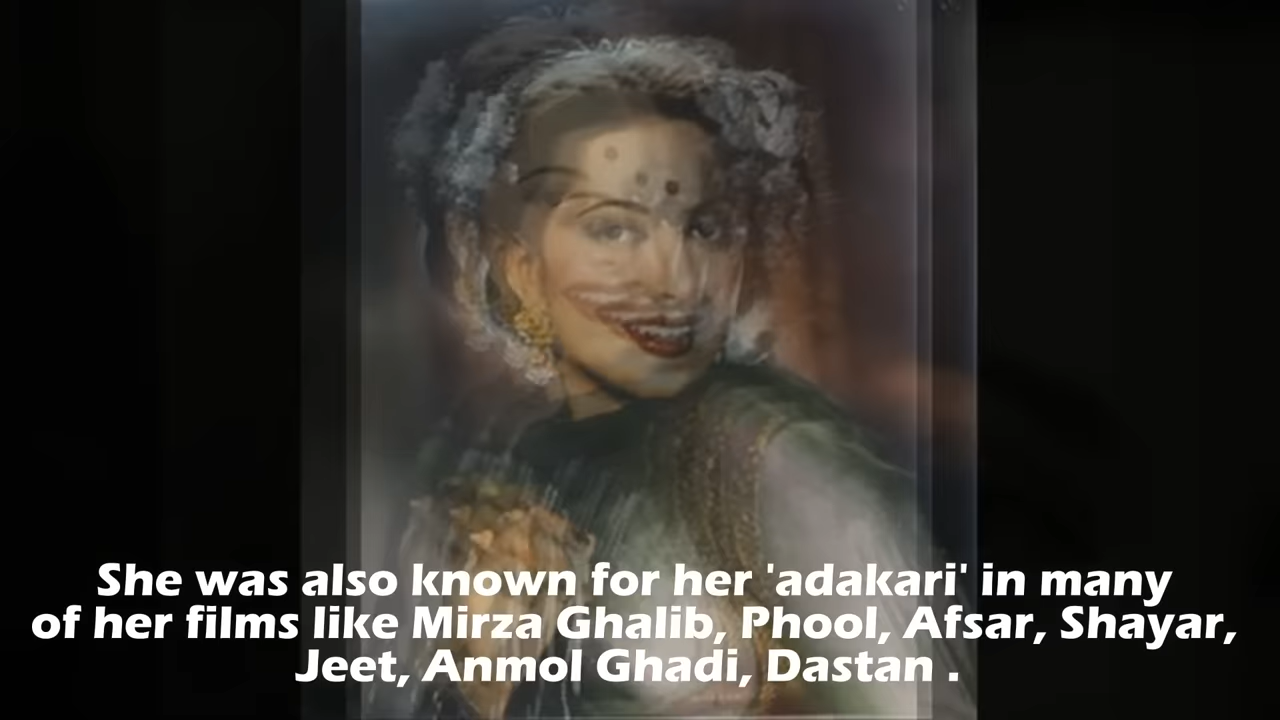 She was also known for her 'adakari' in many
of her films like Mirza Ghalib, Phool, Afsar, Shayar,
Jeet, Anmol Ghadi, Dastan .